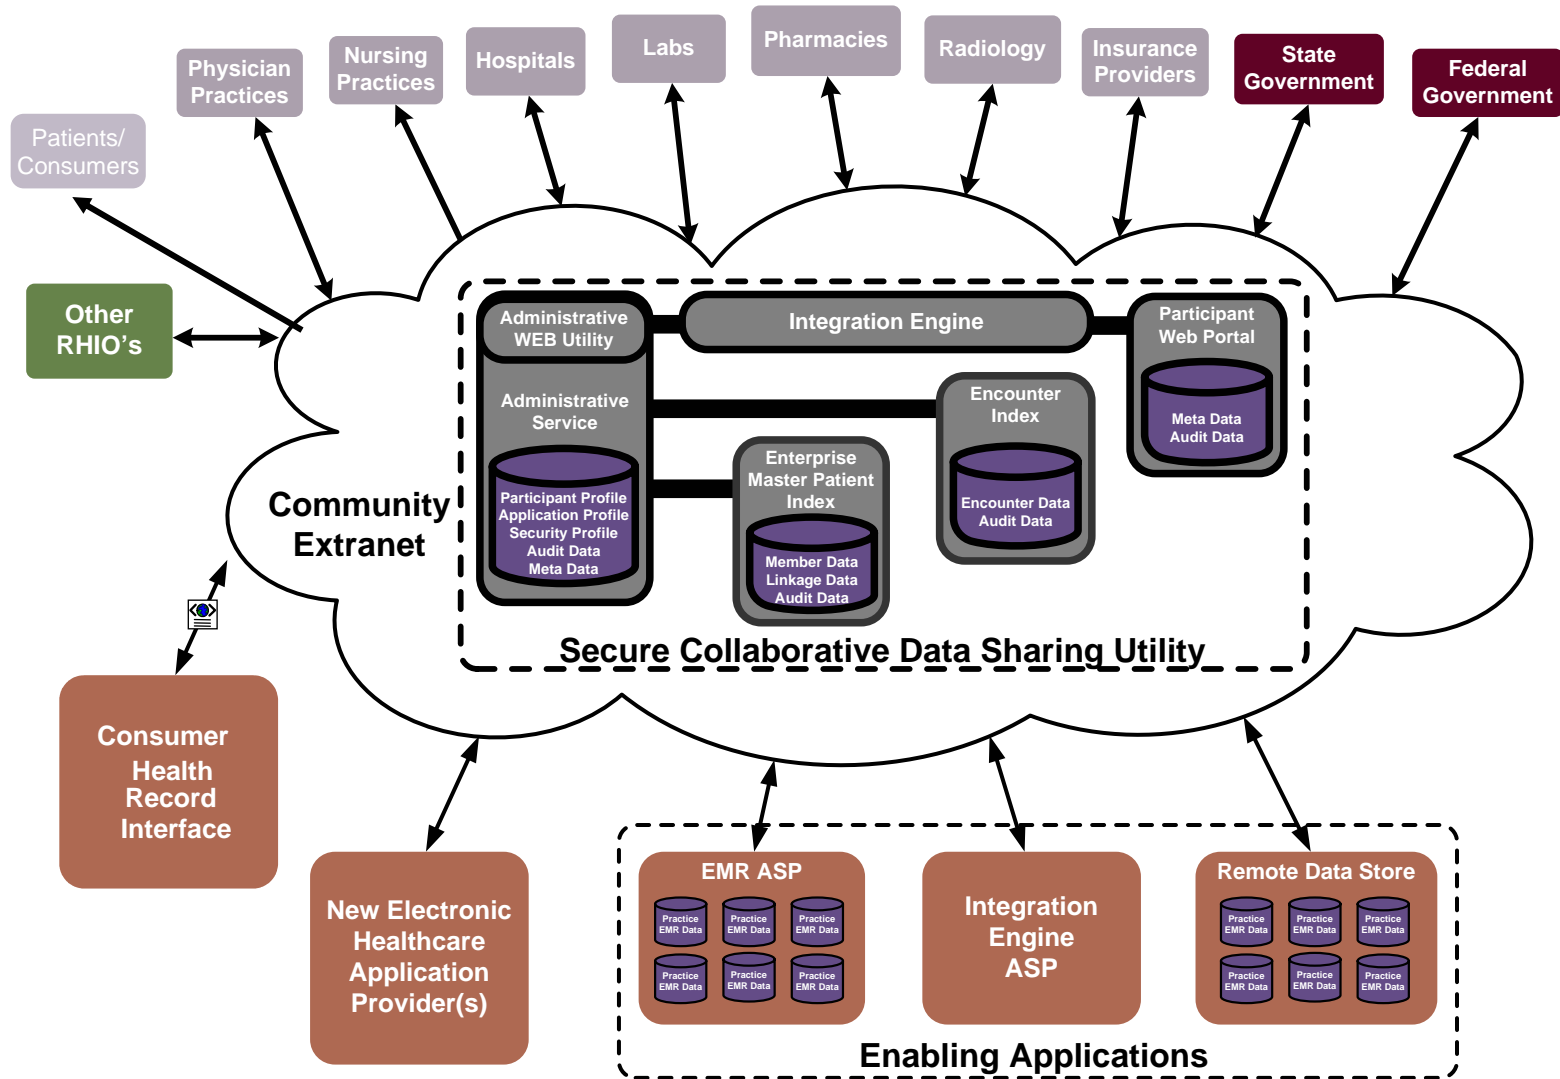 Patients/
Consumers
Physician
Practices
Nursing
Practices
Hospitals
Labs
Pharmacies
Radiology
Insurance
Providers
State
Government
Federal
Government
Other
RHIO's
Community
Extranet
Administrative
WEB Utility
Administrative
Service
Participant Profile
Application Profile
Security Profile
Audit Data
Meta Data
Integration Engine
Enterprise
Master Patient
Index
Member Data
Linkage Data
Audit Data
Encounter
Index
Encounter Data
Audit Data
Participant
Web Portal
Meta Data
Audit Data
Secure Collaborative Data Sharing Utility
Consumer
Health
Record
Interface
New Electronic
Healthcare
Application
Provider(s)
EMR ASP
Practice
EMR Data
Practice
EMR Data
Practice
EMR Data
Practice
EMR Data
Practice
EMR Data
Practice
EMR Data
Integration
Engine
ASP
Remote Data Store
Practice
EMR Data
Practice
EMR Data
Practice
EMR Data
Practice
EMR Data
Practice
EMR Data
Practice
EMR Data
Enabling Applications